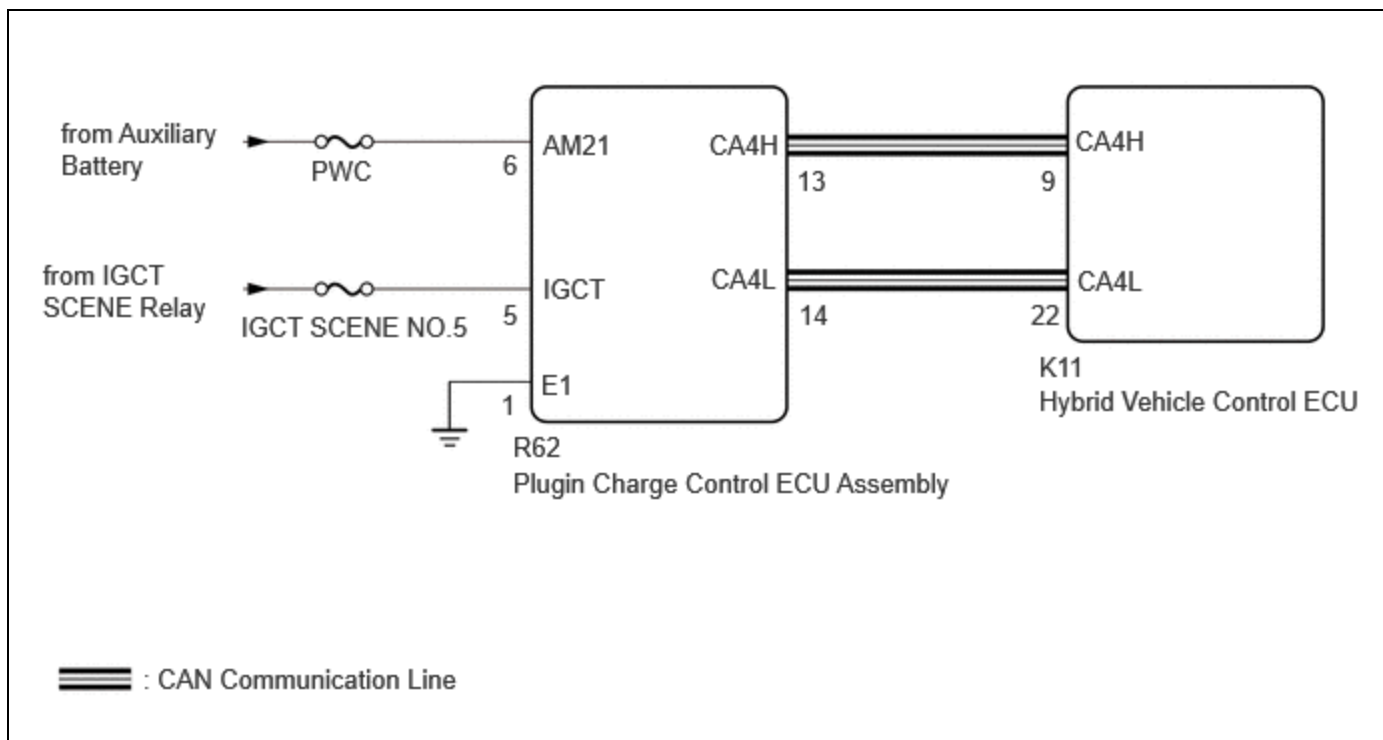 from Auxiliary
Battery
PWC
6
AM21
CA4H
13
9
CA4H
from IGCT
SCENE Relay
IGCT SCENE NO.5
5
IGCT
CA4L
14
22
CA4L
1
E1
R62
Plugin Charge Control ECU Assembly
K11
Hybrid Vehicle Control ECU
: CAN Communication Line